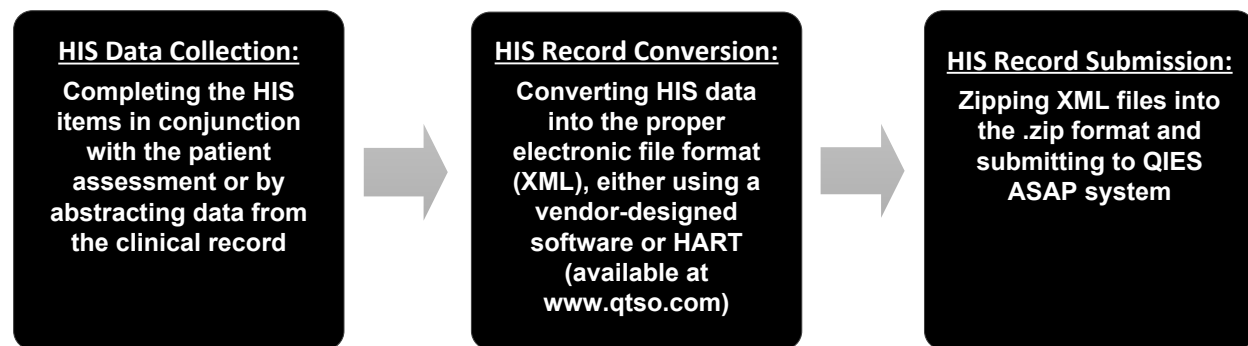 HIS Data Collection:
Completing the HIS
items in conjunction
with the patient
assessment or by
abstracting data from
the clinical record
HIS Record Conversion:
Converting HIS data
into the proper
electronic file format
(XML), either using a
vendor-designed
software or HART
(available at
www.qtso.com)
HIS Record Submission:
Zipping XML files into
the .zip format and
submitting to QIES
ASAP system